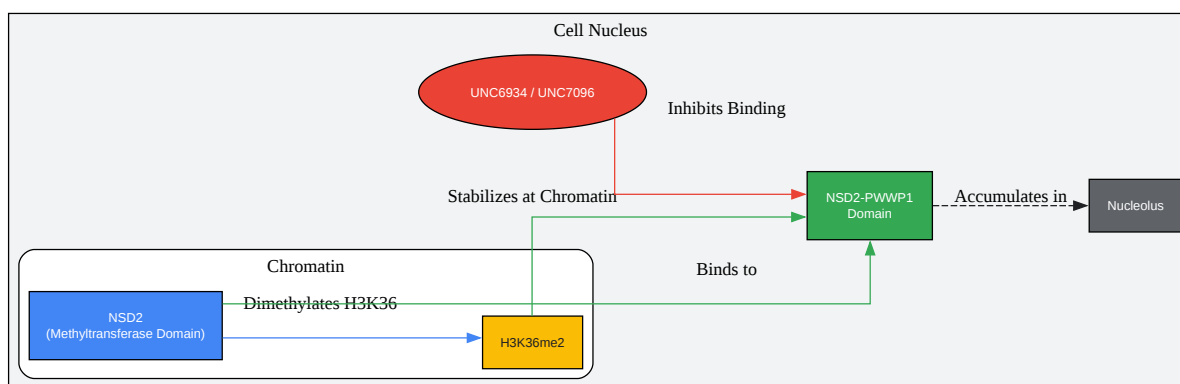 Cell Nucleus
UNC6934 / UNC7096
Inhibits Binding
Stabilizes at Chromatin
NSD2-PWWP1
Domain
Accumulates in
Nucleolus
Chromatin
Binds to
Dimethylates H3K36
NSD2
(Methyltransferase Domain)
H3K36me2